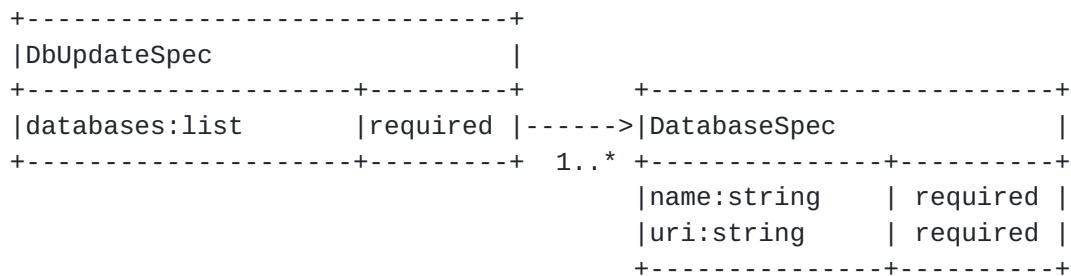 +-------------------------------+
|DbUpdateSpec                   |
+---------------------+---------+       +--------------------------+
|databases:list       |required |------>|DatabaseSpec              |
+---------------------+---------+  1..* +---------------+----------+
                                        |name:string    | required |
                                        |uri:string     | required |
                                        +---------------+----------+